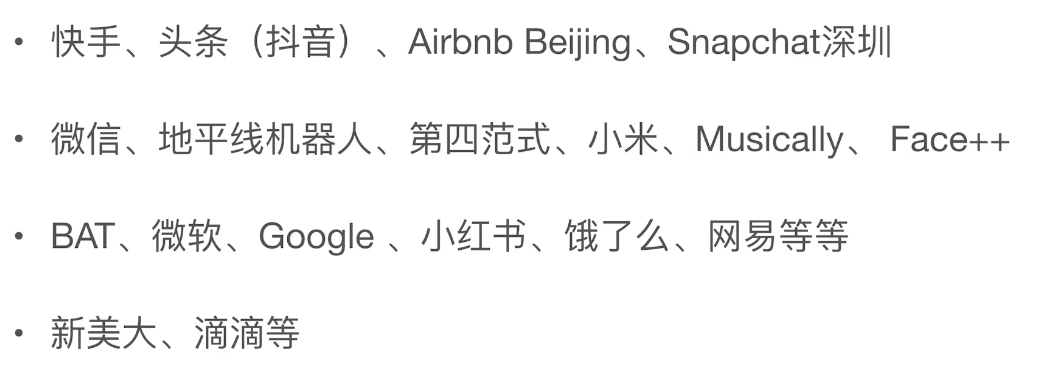 • 快手、头条（抖音）、Airbnb Beijing、Snapchat深圳
• 微信、地平线机器人、第四范式、小米、Musically、 Face++
• BAT、微软、Google 、小红书、饿了么、网易等等
• 新美大、滴滴等